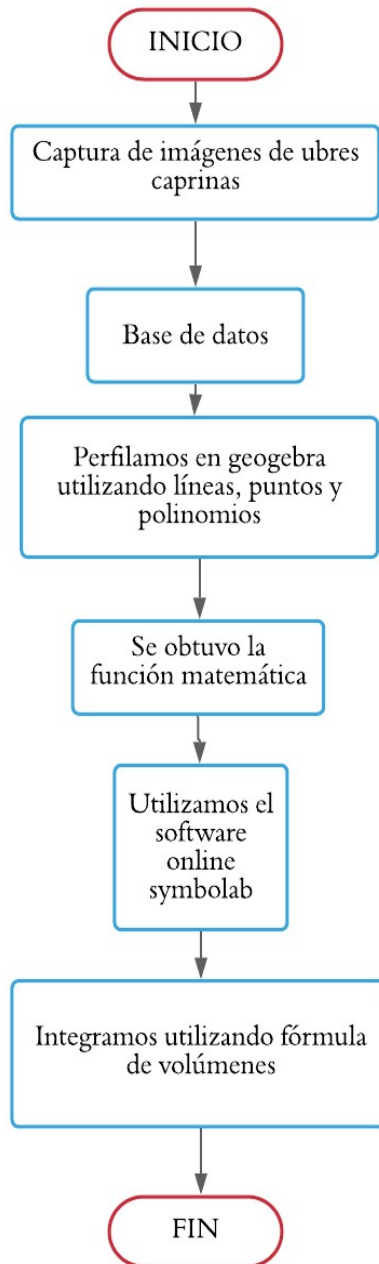 INICIO
Captura de imágenes de ubres
caprinas
Base de datos
Perfilamos en geogebra
utilizando líneas, puntos y
polinomios
Se obtuvo la
función matemática
Utilizamos el
software
online
symbolab
Integramos utilizando fórmula
de volúmenes
FIN